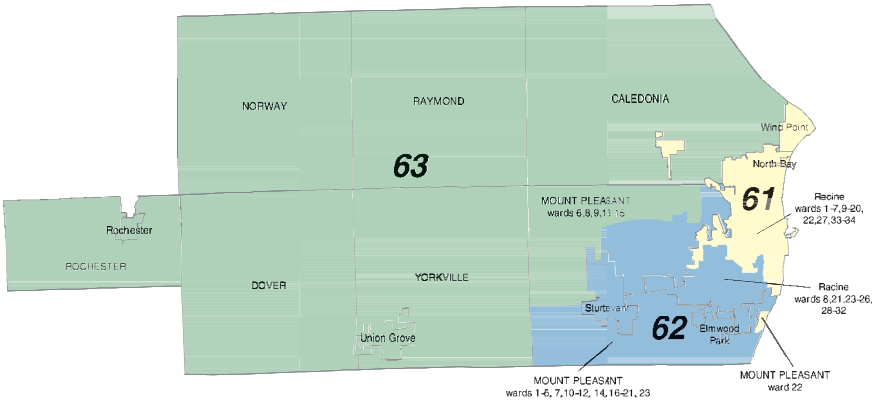 NORWAY
RAYMOND
CALEDONIA
Wind Point
63
North Bay
61
MOUNT PLEASANT
wards 6,8,9,13,15
Racine
wards 1-7,9-20,
22,27,33-34
Rochester
ROCHESTER
DOVER
YORKVILLE
Racine
wards 8,21,23-26,
28-32
Sturtevant
62
Elmwood
Park
Union Grove
MOUNT PLEASANT
wards 1-5, 7,10-12, 14,16-21, 23
MOUNT PLEASANT
ward 22